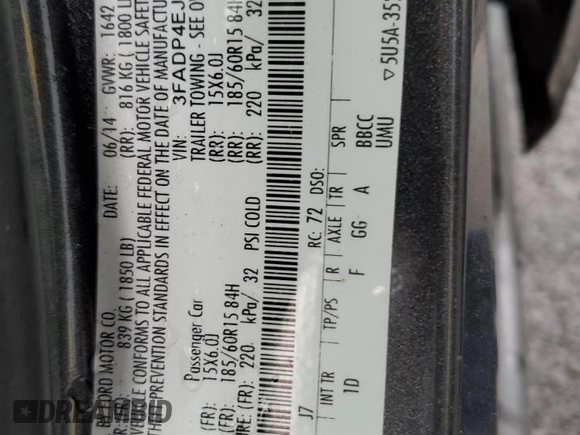 FORD MOTOR CO.
DATE: 06/14 GVWR: 1642
839 KG ( 1850 LB) (RR): 816 KG ( 1800 L
VEHICLE CONFORMS TO ALL APPLICABLE FEDERAL MOTOR VEHICLE SAFET
PREVENTION STANDARDS IN EFFECT ON THE DATE OF MANUFACTUR
VIN: 3FADP4EJ
Passenger Car TRAILER TOWING - SEE O
(FR): 15X6.0J (RR): 15X6.0J
(FR): 185/60R15 84H (RR): 185/60R15 84H
RE (FR): 220 kPa/ 32 PSI COLD (RR): 220 kPa/ 32
J7 RC: 72 DSO:
INT TR TP/PS R AXLE TR SPR
1D F GG A BBCC
UMU
▽5U5A-35
DREAMBID